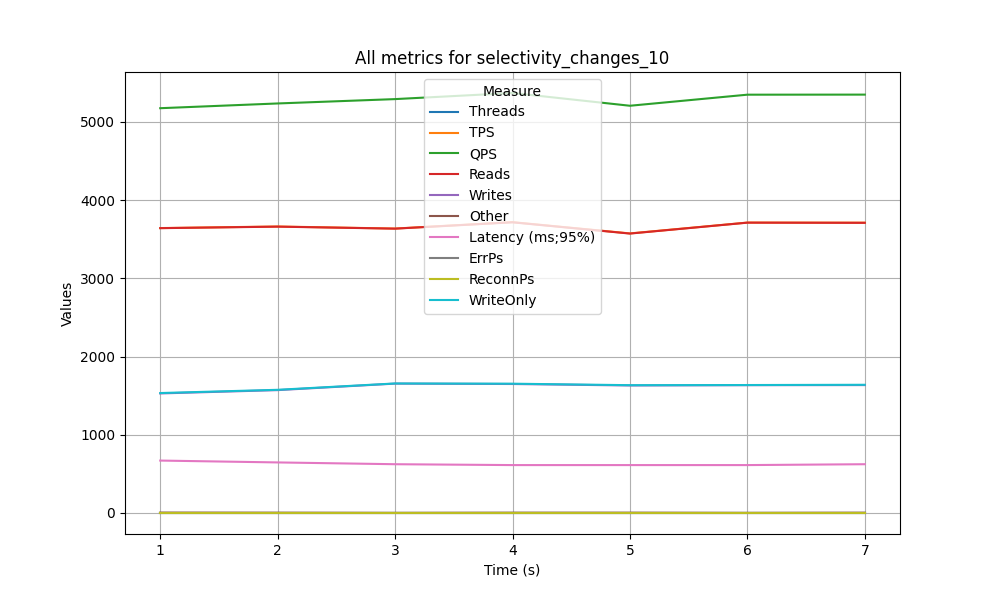 All metrics for selectivity_changes_10
Measure
Threads
TPS
QPS
Reads
Writes
Other
Latency (ms;95%)
ErrPs
ReconnPs
WriteOnly
Values
5000
4000
3000
2000
1000
0
1 2 3 4 5 6 7
Time (s)